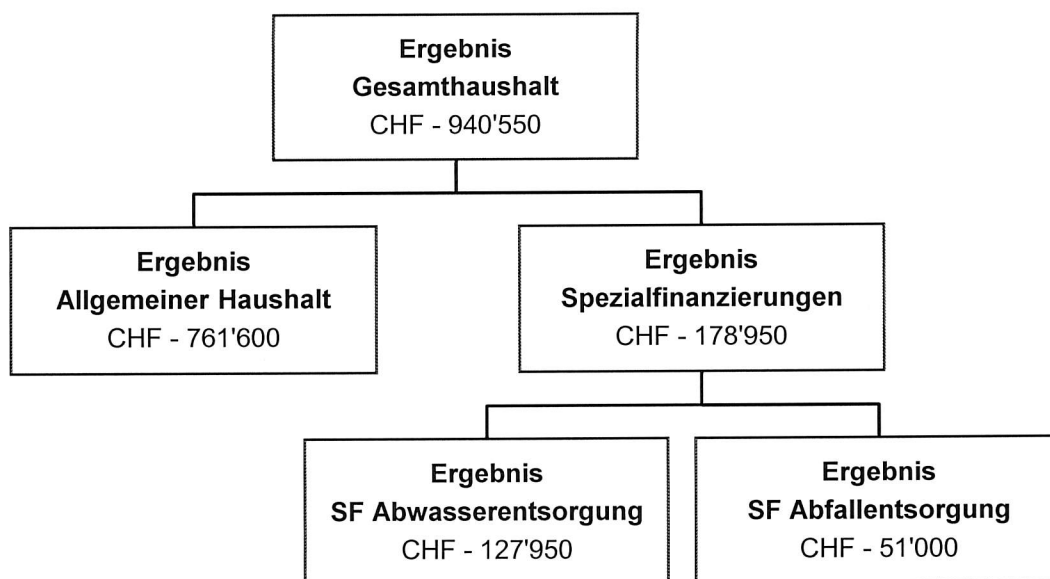 Ergebnis
Gesamthaushalt
CHF - 940'550
Ergebnis
Allgemeiner Haushalt
CHF - 761'600
Ergebnis
Spezialfinanzierungen
CHF - 178'950
Ergebnis
SF Abwasserentsorgung
CHF - 127'950
Ergebnis
SF Abfallentsorgung
CHF - 51'000